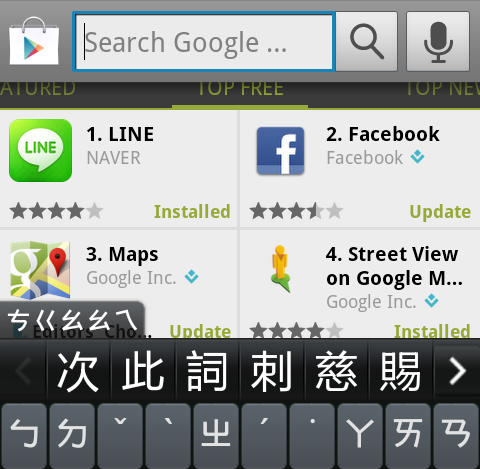 Search Google ...
ATURED
TOP FREE
TOP NEW
1. LINE
NAVER
LINE
Installed
2. Facebook
Facebook
Update
3. Maps
Google Inc.
Editors' Cho...
Update
4. Street View
on Google M...
Google Inc.
Installed
ㄘㄍㄠㄠㄟ
次 此 詞 刺 慈 賜
ㄅ ㄉ ˇ ˋ ㄓ ˊ ˙ ㄚ ㄞ ㄢ